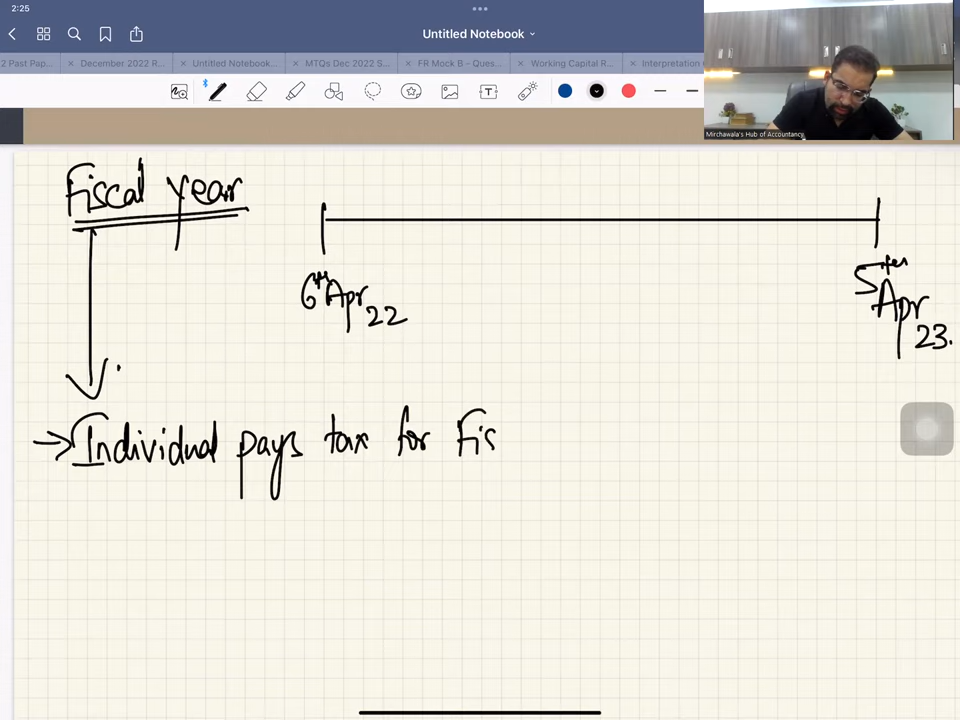 2:25
Untitled Notebook
2 Past Pap...
× December 2022 R...
× Untitled Notebook...
× MTQs Dec 2022 S...
× FR Mock B - Ques...
× Working Capital R...
× Interpretation
T
Mirchawala's Hub of Accountancy
Fiscal year
6th Apr 22
5th Apr 23.
→ Individual pays tax for Fis